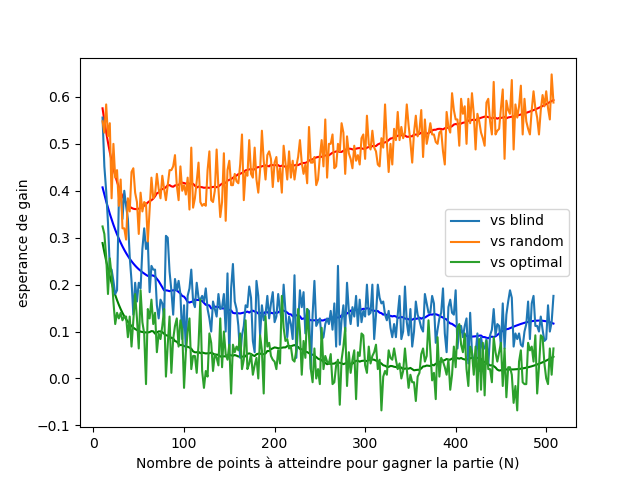 0.6
0.5
0.4
0.3
0.2
0.1
0.0
−0.1
esperance de gain
vs blind
vs random
vs optimal
0 100 200 300 400 500
Nombre de points à atteindre pour gagner la partie (N)